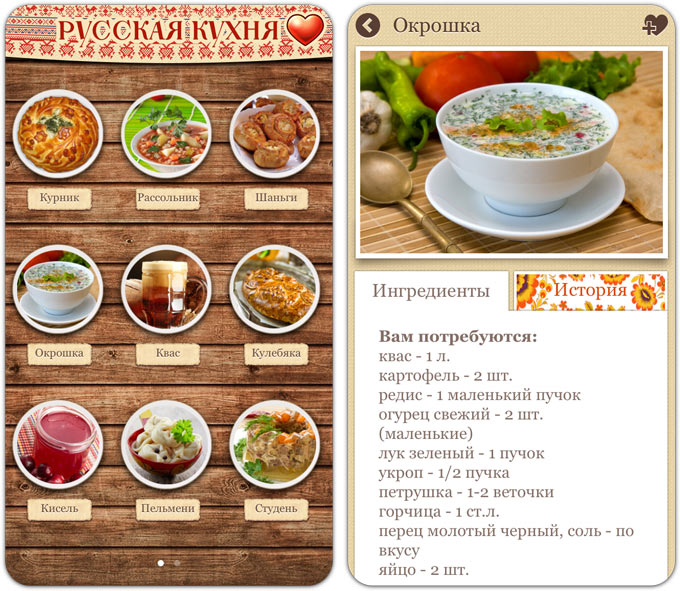 РУССКАЯ КУХНЯ
Курник
Рассольник
Шаньги
Окрошка
Квас
Кулебяка
Кисель
Пельмени
Студень
Окрошка
Ингредиенты
История
Вам потребуются:
квас - 1 л.
картофель - 2 шт.
редис - 1 маленький пучок
огурец свежий - 2 шт.
(маленькие)
лук зеленый - 1 пучок
укроп - 1/2 пучка
петрушка - 1-2 веточки
горчица - 1 ст.л.
перец молотый черный, соль - по
вкусу
яйцо - 2 шт.